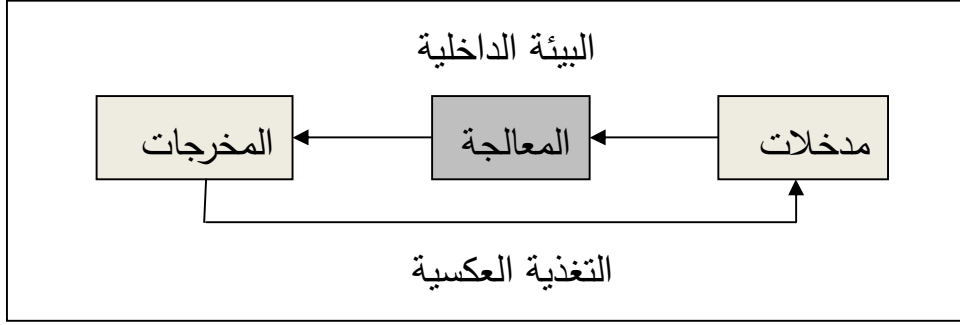 البيئة الداخلية
مدخلات
المعالجة
المخرجات
التغذية العكسية